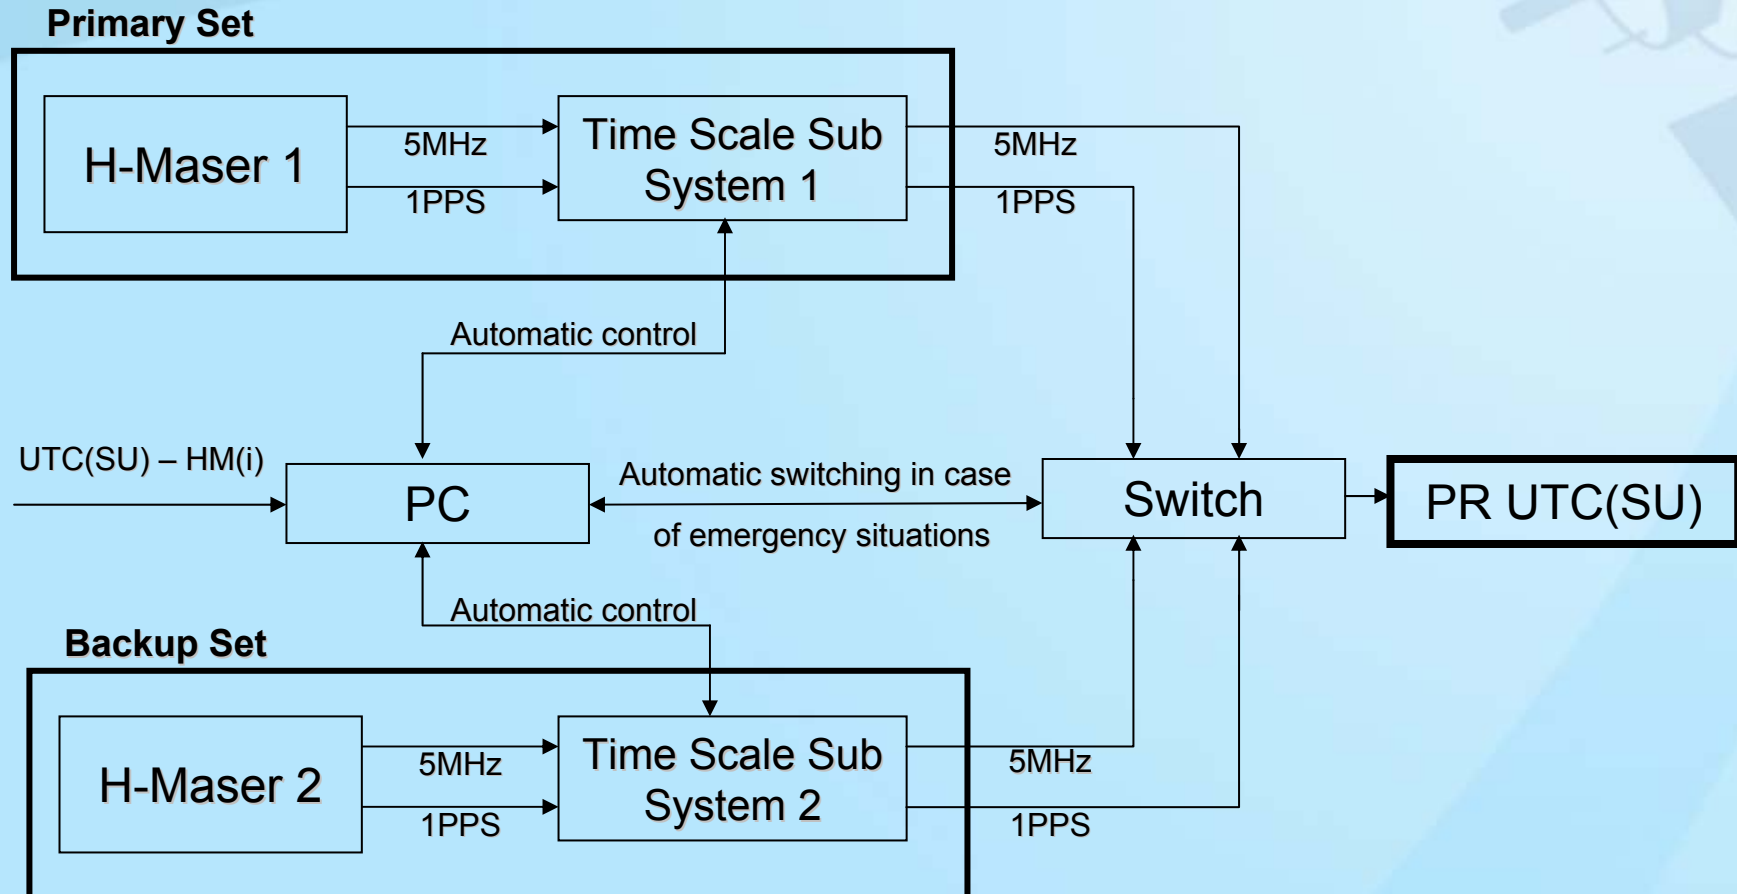 Primary Set
H-Maser 1
5MHz
1PPS
Time Scale Sub
System 1
5MHz
1PPS
Automatic control
UTC(SU) – HM(i)
PC
Automatic switching in case
of emergency situations
Switch
PR UTC(SU)
Automatic control
Backup Set
H-Maser 2
5MHz
1PPS
Time Scale Sub
System 2
5MHz
1PPS